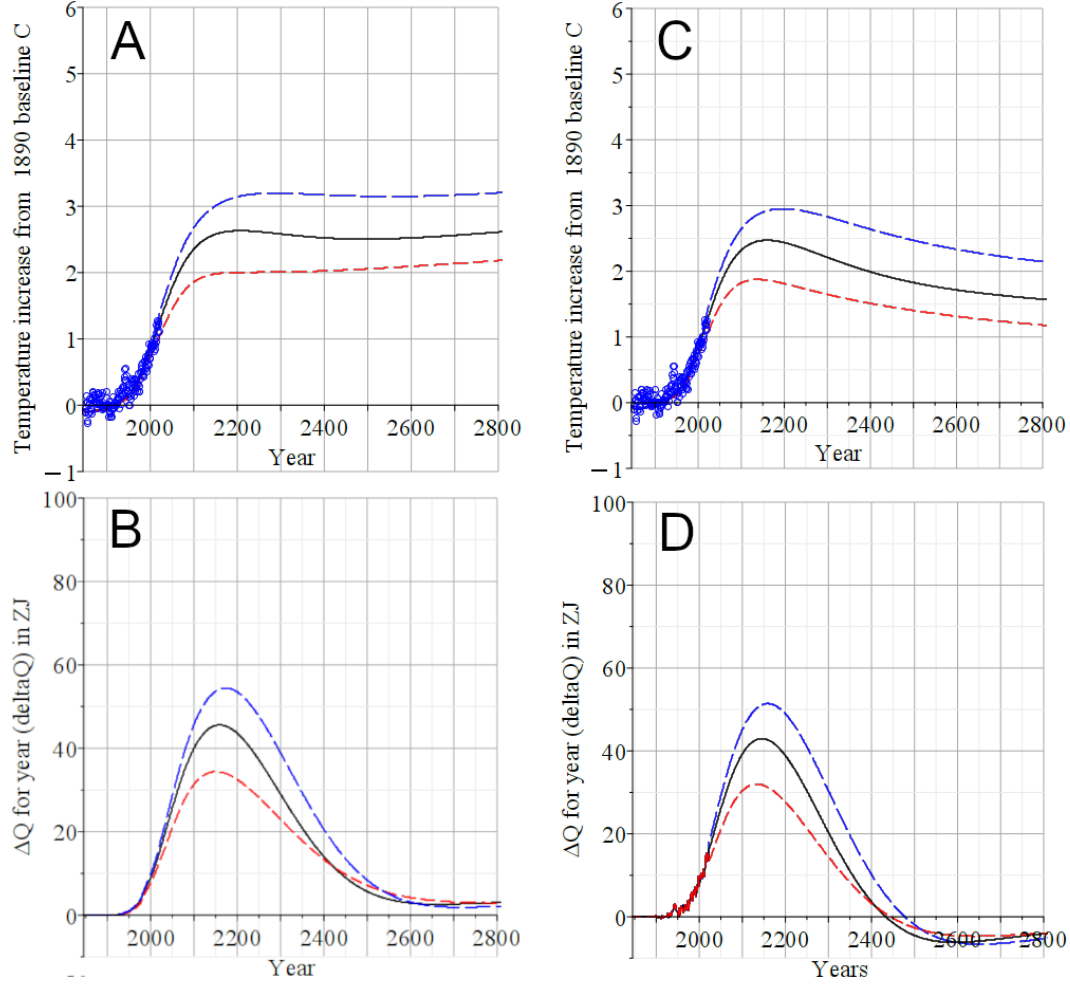 A
Temperature increase from 1890 baseline C
6
5
4
3
2
1
0
−1
2000 2200 2400 2600 2800
Year
C
Temperature increase from 1890 baseline C
6
5
4
3
2
1
0
−1
2000 2200 2400 2600 2800
Year
B
ΔQ for year (deltaQ) in ZJ
100
80
60
40
20
0
2000 2200 2400 2600 2800
Year
D
ΔQ for year (deltaQ) in ZJ
100
80
60
40
20
0
2000 2200 2400 2600 2800
Years